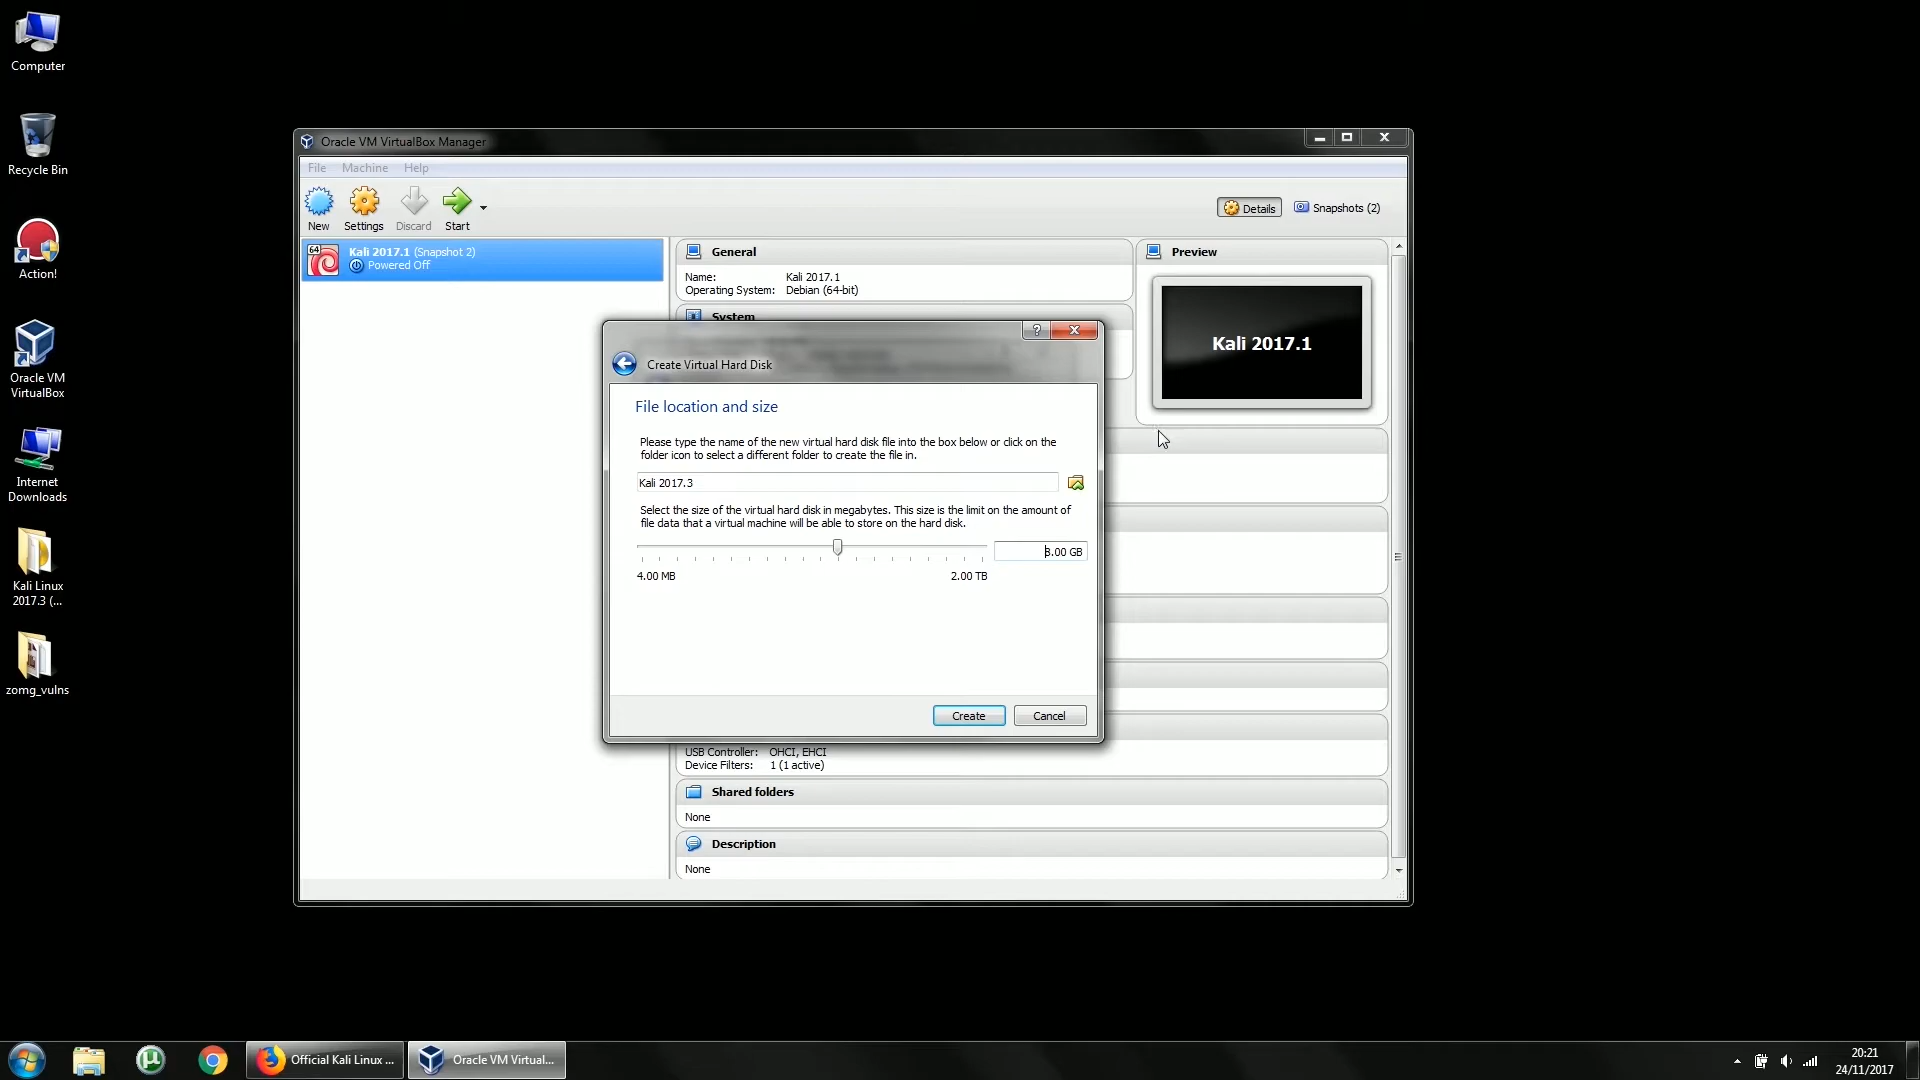 Computer
Recycle Bin
Action!
Oracle VM
VirtualBox
Internet
Downloads
Kali Linux
2017.3 (...
zomg_vulns
Oracle VM VirtualBox Manager
File Machine Help
New Settings Discard Start
Details Snapshots (2)
64
Kali 2017.1 (Snapshot 2)
Powered Off
General
Name: Kali 2017.1
Operating System: Debian (64-bit)
System
Preview
Kali 2017.1
?
Create Virtual Hard Disk
File location and size
Please type the name of the new virtual hard disk file into the box below or click on the
folder icon to select a different folder to create the file in.
Kali 2017.3
Select the size of the virtual hard disk in megabytes. This size is the limit on the amount of
file data that a virtual machine will be able to store on the hard disk.
8.00 GB
4.00 MB 2.00 TB
Create Cancel
USB Controller: OHCI, EHCI
Device Filters: 1 (1 active)
Shared folders
None
Description
None
Official Kali Linux ...
Oracle VM Virtual...
20:21
24/11/2017